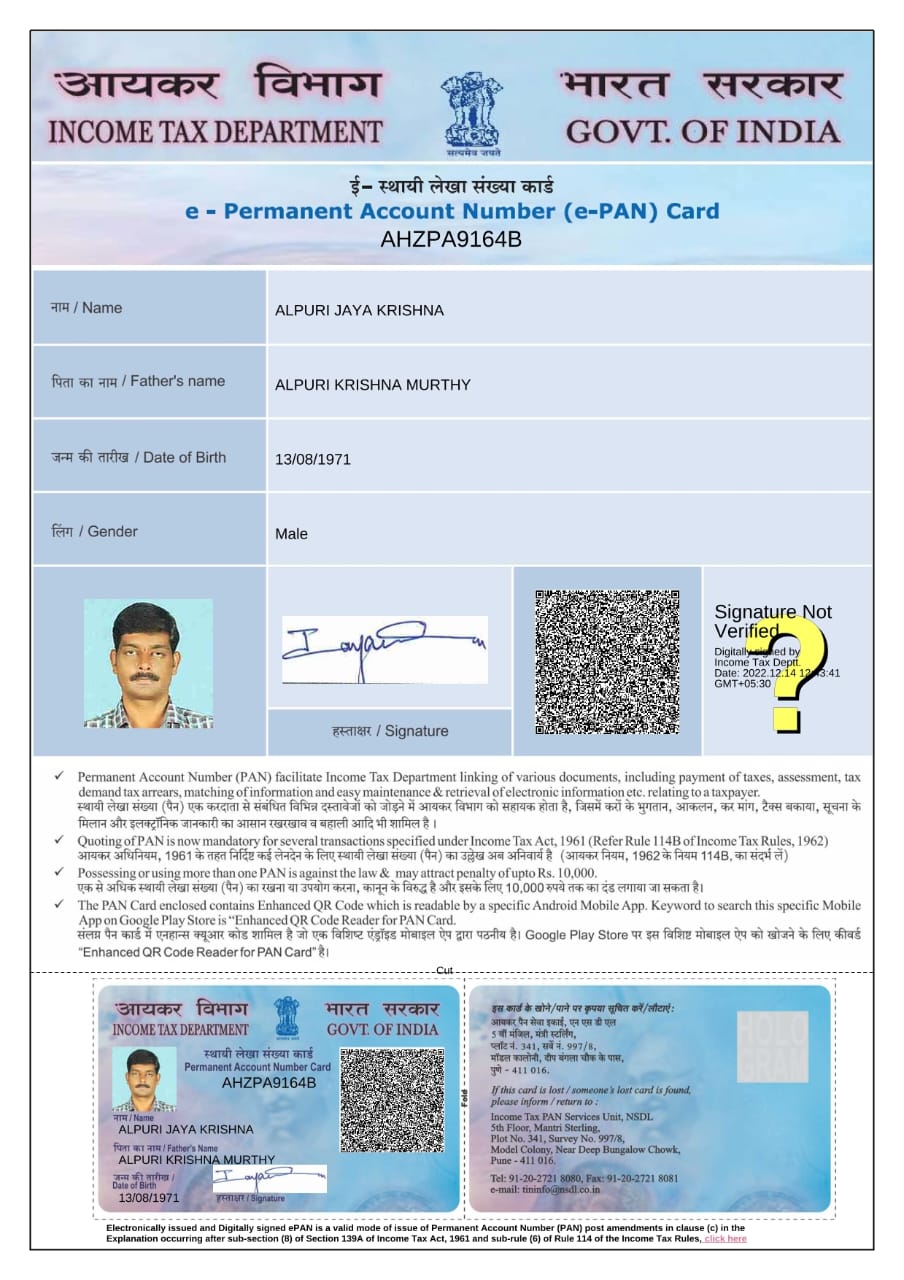 आयकर विभाग
INCOME TAX DEPARTMENT
सत्यमेव जयते
भारत सरकार
GOVT. OF INDIA
ई– स्थायी लेखा संख्या कार्ड
e - Permanent Account Number (e-PAN) Card
AHZPA9164B
नाम / Name
ALPURI JAYA KRISHNA
पिता का नाम / Father's name
ALPURI KRISHNA MURTHY
जन्म की तारीख / Date of Birth
13/08/1971
लिंग / Gender
Male
हस्ताक्षर / Signature
Signature Not
Verified
Digitally signed by
Income Tax Deptt.
Date: 2022.12.14 12:43:41
GMT+05:30
✓ Permanent Account Number (PAN) facilitate Income Tax Department linking of various documents, including payment of taxes, assessment, tax
demand tax arrears, matching of information and easy maintenance & retrieval of electronic information etc. relating to a taxpayer.
स्थायी लेखा संख्या (पैन) एक करदाता से संबंधित विभिन्न दस्तावेजों को जोड़ने में आयकर विभाग को सहायक होता है, जिसमें करों के भुगतान, आकलन, कर मांग, टैक्स बकाया, सूचना के
मिलान और इलक्ट्रॉनिक जानकारी का आसान रखरखाव व बहाली आदि भी शामिल है ।
✓ Quoting of PAN is now mandatory for several transactions specified under Income Tax Act, 1961 (Refer Rule 114B of Income Tax Rules, 1962)
आयकर अधिनियम, 1961 के तहत निर्दिष्ट कई लेनदेन के लिए स्थायी लेखा संख्या (पैन) का उल्लेख अब अनिवार्य है (आयकर नियम, 1962 के नियम 114B, का संदर्भ लें)
✓ Possessing or using more than one PAN is against the law & may attract penalty of upto Rs. 10,000.
एक से अधिक स्थायी लेखा संख्या (पैन) का रखना या उपयोग करना, कानून के विरुद्ध है और इसके लिए 10,000 रुपये तक का दंड लगाया जा सकता है।
✓ The PAN Card enclosed contains Enhanced QR Code which is readable by a specific Android Mobile App. Keyword to search this specific Mobile
App on Google Play Store is “Enhanced QR Code Reader for PAN Card.
संलग्न पैन कार्ड में एनहान्स क्यूआर कोड शामिल है जो एक विशिष्ट एंड्रॉइड मोबाइल ऐप द्वारा पठनीय है। Google Play Store पर इस विशिष्ट मोबाइल ऐप को खोजने के लिए कीवर्ड
“Enhanced QR Code Reader for PAN Card” है।
Cut
आयकर विभाग
INCOME TAX DEPARTMENT
भारत सरकार
GOVT. OF INDIA
स्थायी लेखा संख्या कार्ड
Permanent Account Number Card
AHZPA9164B
नाम / Name
ALPURI JAYA KRISHNA
पिता का नाम / Father's Name
ALPURI KRISHNA MURTHY
जन्म की तारीख /
Date of Birth
13/08/1971
हस्ताक्षर / Signature
Fold
इस कार्ड के खोने/पाने पर कृपया सूचित करें/लौटाएं :
आयकर पैन सेवा इकाई, एन एस डी एल
5 वीं मंजिल, मंत्री स्टर्लिंग,
प्लॉट नं. 341, सर्वे नं. 997/8,
मॉडल कालोनी, दीप बंगला चौक के पास,
पुणे - 411 016.
If this card is lost / someone's lost card is found,
please inform / return to :
Income Tax PAN Services Unit, NSDL
5th Floor, Mantri Sterling,
Plot No. 341, Survey No. 997/8,
Model Colony, Near Deep Bungalow Chowk,
Pune - 411 016.
Tel: 91-20-2721 8080, Fax: 91-20-2721 8081
e-mail: tininfo@nsdl.co.in
HOLO
GRAM
Electronically issued and Digitally signed ePAN is a valid mode of issue of Permanent Account Number (PAN) post amendments in clause (c) in the
Explanation occurring after sub-section (8) of Section 139A of Income Tax Act, 1961 and sub-rule (6) of Rule 114 of the Income Tax Rules, click here